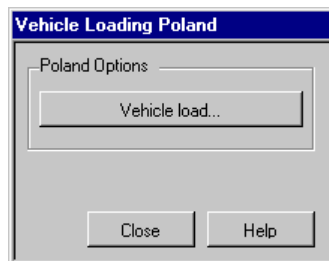 Vehicle Loading Poland
Poland Options
Vehicle load...
Close
Help